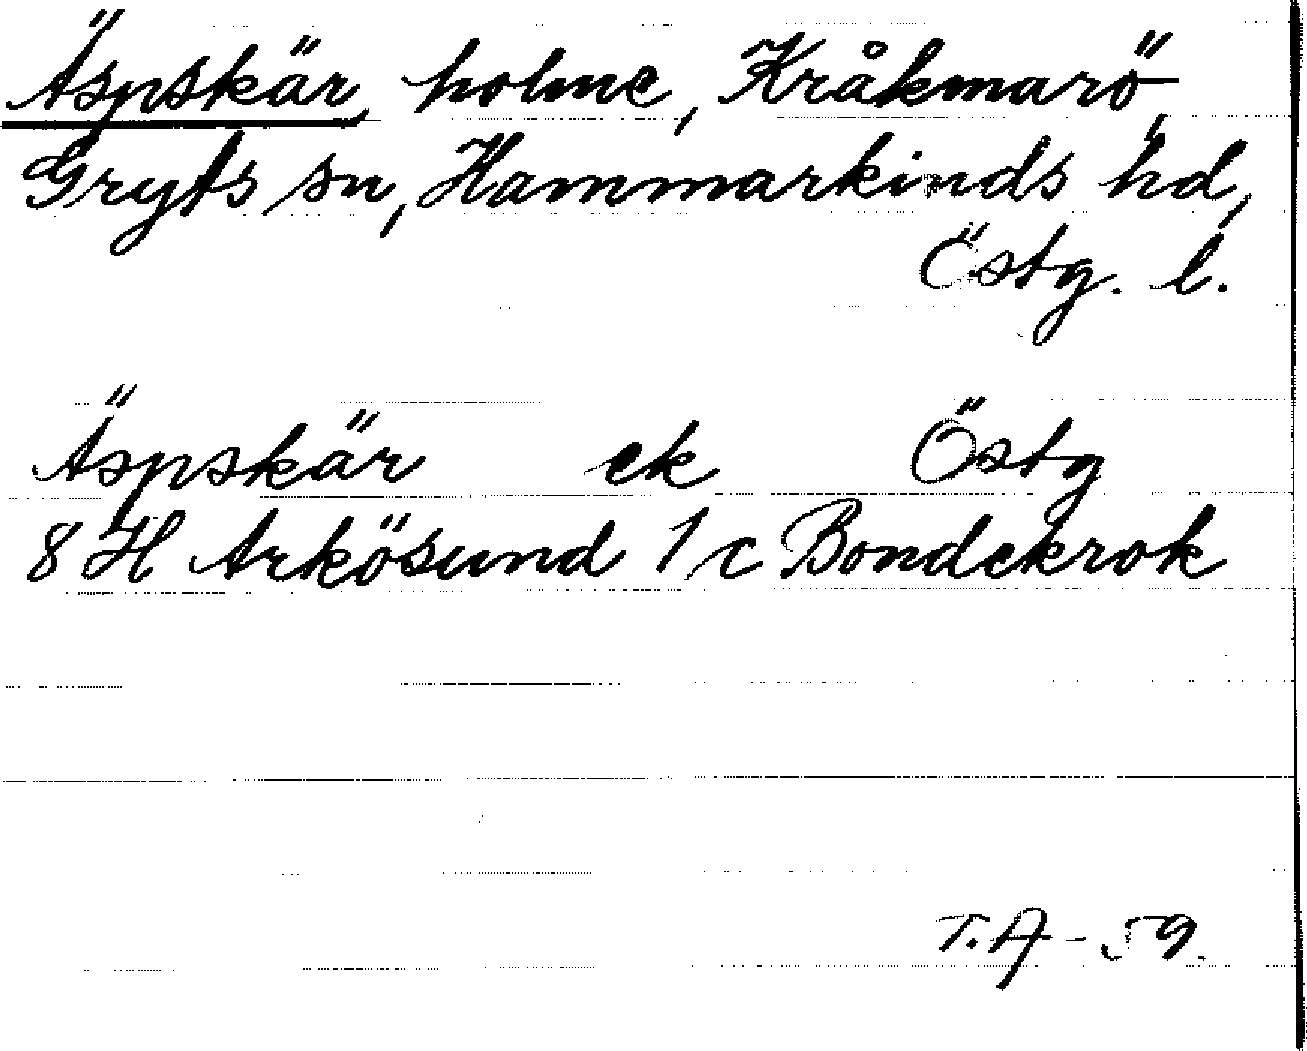 Äspskär, holme, Kråkmarö,
Gryts sn, Hammarkinds hd,
Östg. l.
Äspskär ek Östg
8 H Arkösund 1 c Bondekrok
T.A-59.